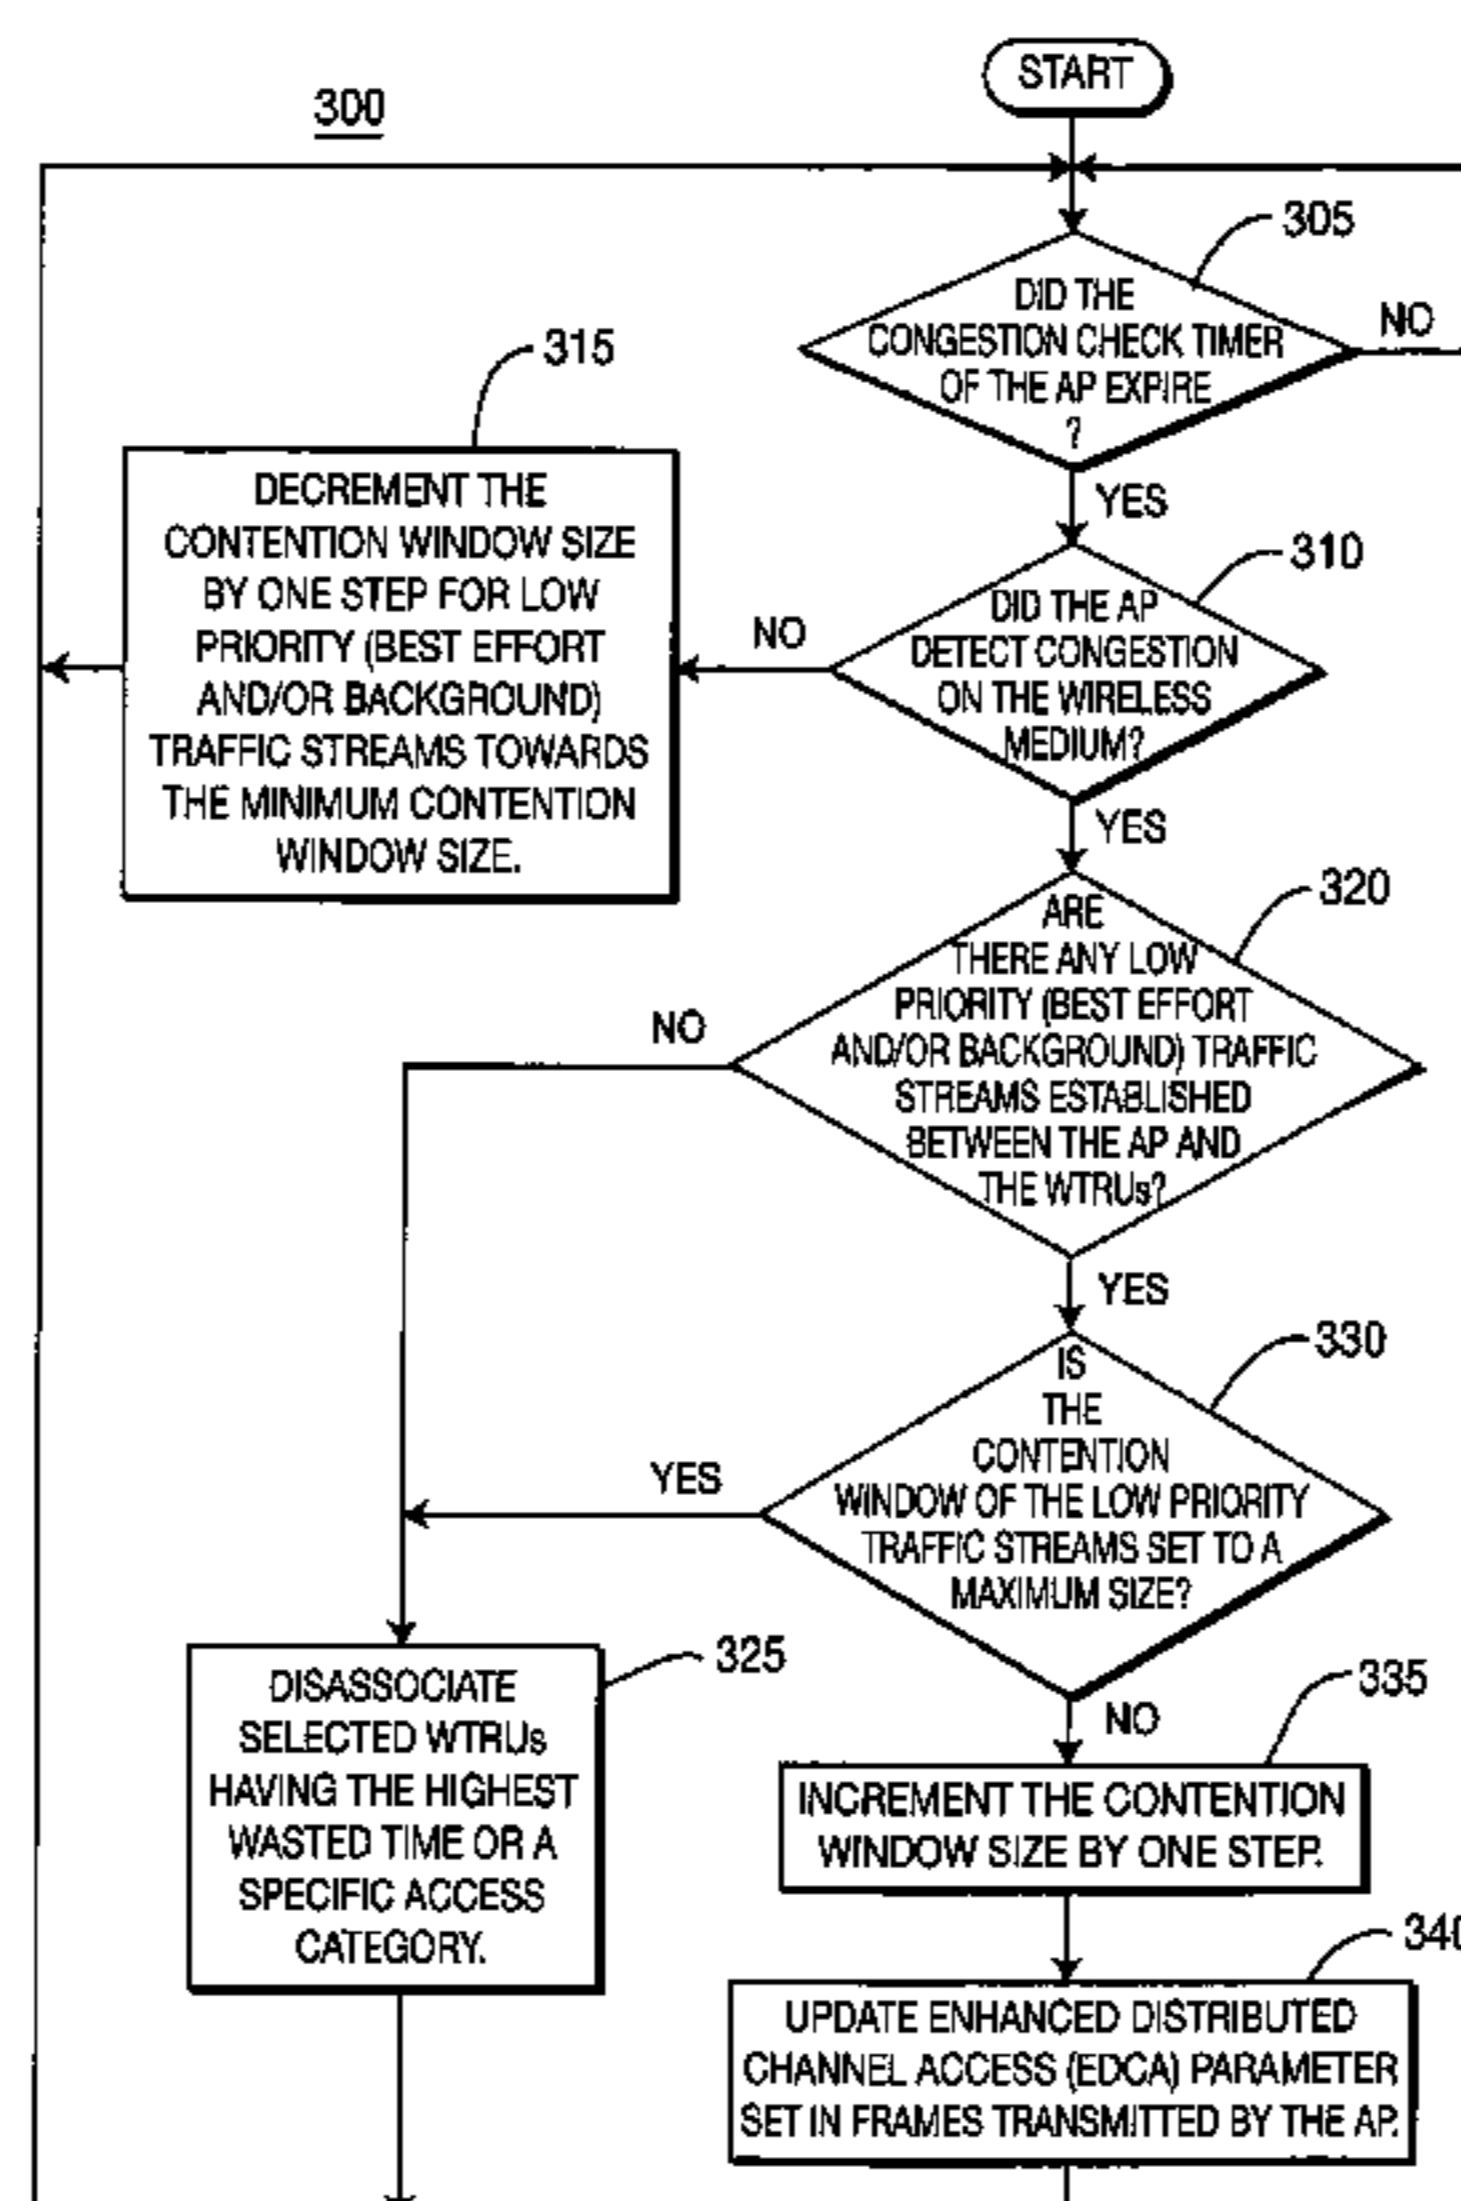 START
300
305
DID THE
CONGESTION CHECK TIMER
OF THE AP EXPIRE
?
NO
YES
315
DECREMENT THE
CONTENTION WINDOW SIZE
BY ONE STEP FOR LOW
PRIORITY (BEST EFFORT
AND/OR BACKGROUND)
TRAFFIC STREAMS TOWARDS
THE MINIMUM CONTENTION
WINDOW SIZE.
310
DID THE AP
DETECT CONGESTION
ON THE WIRELESS
MEDIUM?
NO
YES
320
ARE
THERE ANY LOW
PRIORITY (BEST EFFORT
AND/OR BACKGROUND) TRAFFIC
STREAMS ESTABLISHED
BETWEEN THE AP AND
THE WTRUs?
NO
YES
330
IS
THE
CONTENTION
WINDOW OF THE LOW PRIORITY
TRAFFIC STREAMS SET TO A
MAXIMUM SIZE?
YES
NO
325
DISASSOCIATE
SELECTED WTRUs
HAVING THE HIGHEST
WASTED TIME OR A
SPECIFIC ACCESS
CATEGORY.
335
INCREMENT THE CONTENTION
WINDOW SIZE BY ONE STEP.
340
UPDATE ENHANCED DISTRIBUTED
CHANNEL ACCESS (EDCA) PARAMETER
SET IN FRAMES TRANSMITTED BY THE AP.